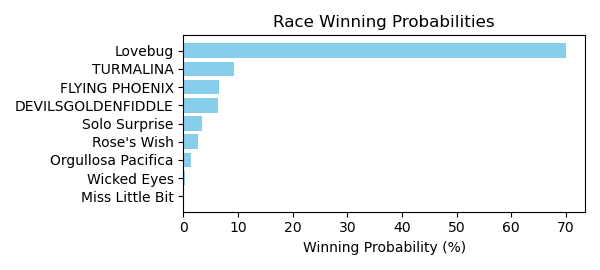 Race Winning Probabilities
Lovebug
TURMALINA
FLYING PHOENIX
DEVILSGOLDENFIDDLE
Solo Surprise
Rose's Wish
Orgullosa Pacifica
Wicked Eyes
Miss Little Bit
0 10 20 30 40 50 60 70
Winning Probability (%)